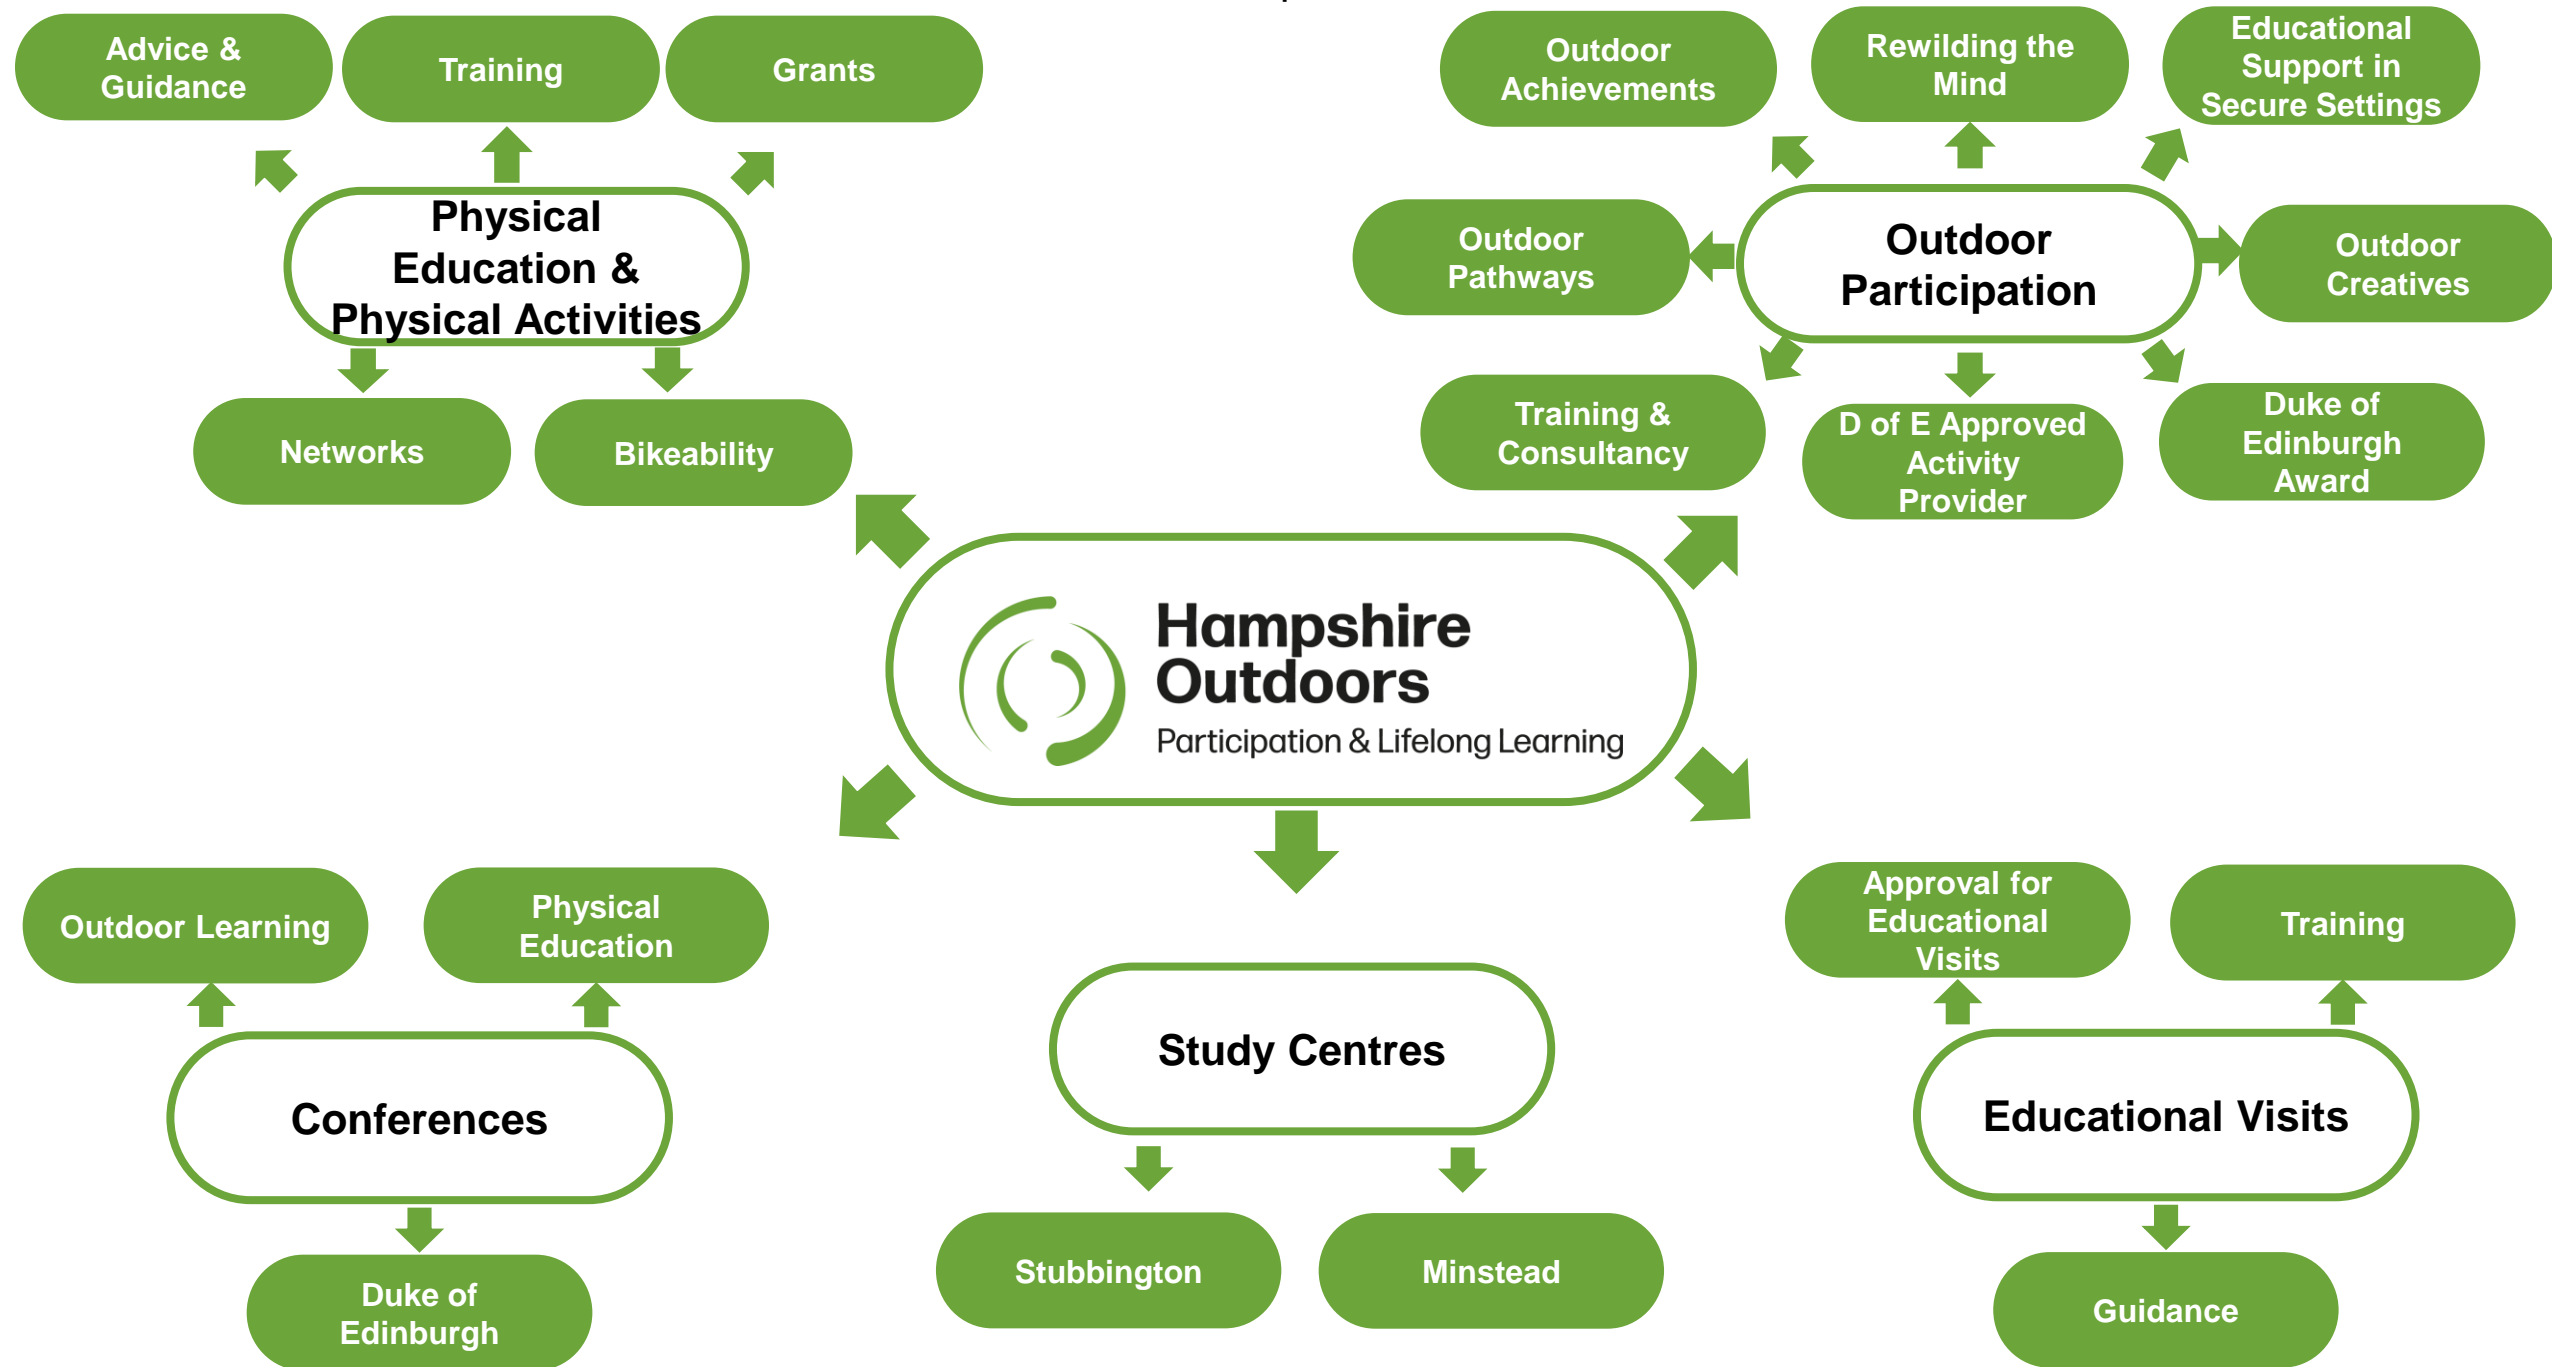 Advice &
Guidance
Training
Grants
Physical
Education &
Physical Activities
Networks
Bikeability
Outdoor
Achievements
Rewilding the
Mind
Educational
Support in
Secure Settings
Outdoor
Pathways
Outdoor
Participation
Outdoor
Creatives
Training &
Consultancy
D of E Approved
Activity
Provider
Duke of
Edinburgh
Award
Hampshire
Outdoors
Participation & Lifelong Learning
Outdoor Learning
Physical
Education
Conferences
Duke of
Edinburgh
Study Centres
Stubbington
Minstead
Approval for
Educational
Visits
Training
Educational Visits
Guidance